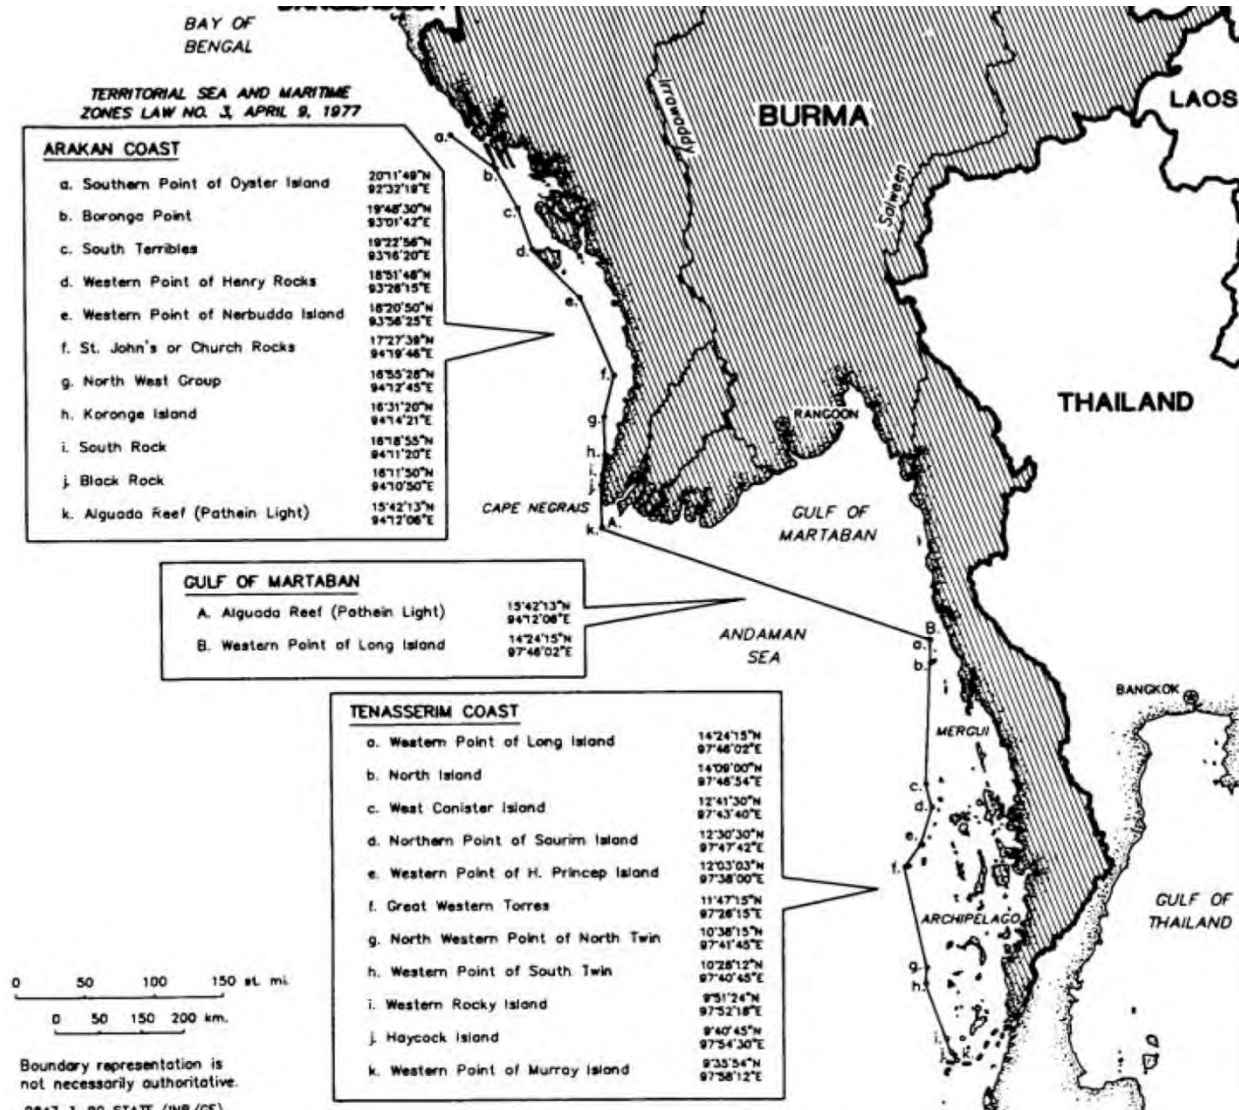 BAY OF
BENGAL
TERRITORIAL SEA AND MARITIME
ZONES LAW NO. 3, APRIL 9, 1977
ARAKAN COAST
a. Southern Point of Oyster Island 20°11'49"N
92°32'19"E
b. Boronga Point 19°48'30"N
93°01'42"E
c. South Terribles 19°22'56"N
93°16'20"E
d. Western Point of Henry Rocks 18°51'48"N
93°26'15"E
e. Western Point of Nerbudda Island 18°20'50"N
93°56'25"E
f. St. John's or Church Rocks 17°27'39"N
94°19'46"E
g. North West Group 16°55'28"N
94°12'45"E
h. Koronge Island 16°31'20"N
94°14'21"E
i. South Rock 16°18'55"N
94°11'20"E
j. Black Rock 16°11'50"N
94°10'50"E
k. Alguada Reef (Pathein Light) 15°42'13"N
94°12'06"E
a.
b.
c.
d.
e.
f.
g.
h.
i.
j.
k.
A.
Irrawaddy
BURMA
Salween
LAOS
THAILAND
RANGOON
CAPE NEGRAIS
GULF OF
MARTABAN
GULF OF MARTABAN
A. Alguada Reef (Pathein Light) 15°42'13"N
94°12'06"E
B. Western Point of Long Island 14°24'15"N
97°46'02"E
ANDAMAN
SEA
B.
a.
b.
c.
d.
e.
f.
g.
h.
BANGKOK
MERGUI
ARCHIPELAGO
GULF OF
THAILAND
TENASSERIM COAST
a. Western Point of Long Island 14°24'15"N
97°46'02"E
b. North Island 14°09'00"N
97°46'54"E
c. West Canister Island 12°41'30"N
97°43'40"E
d. Northern Point of Saurim Island 12°30'30"N
97°47'42"E
e. Western Point of H. Princep Island 12°03'03"N
97°38'00"E
f. Great Western Torres 11°47'15"N
97°26'15"E
g. North Western Point of North Twin 10°38'15"N
97°41'45"E
h. Western Point of South Twin 10°28'12"N
97°40'45"E
i. Western Rocky Island 9°51'24"N
97°52'18"E
j. Haycock Island 9°40'45"N
97°54'30"E
k. Western Point of Murray Island 9°35'54"N
97°58'12"E
0 50 100 150 st. mi.
0 50 100 150 200 km.
Boundary representation is
not necessarily authoritative.
STATE (INR/GE)